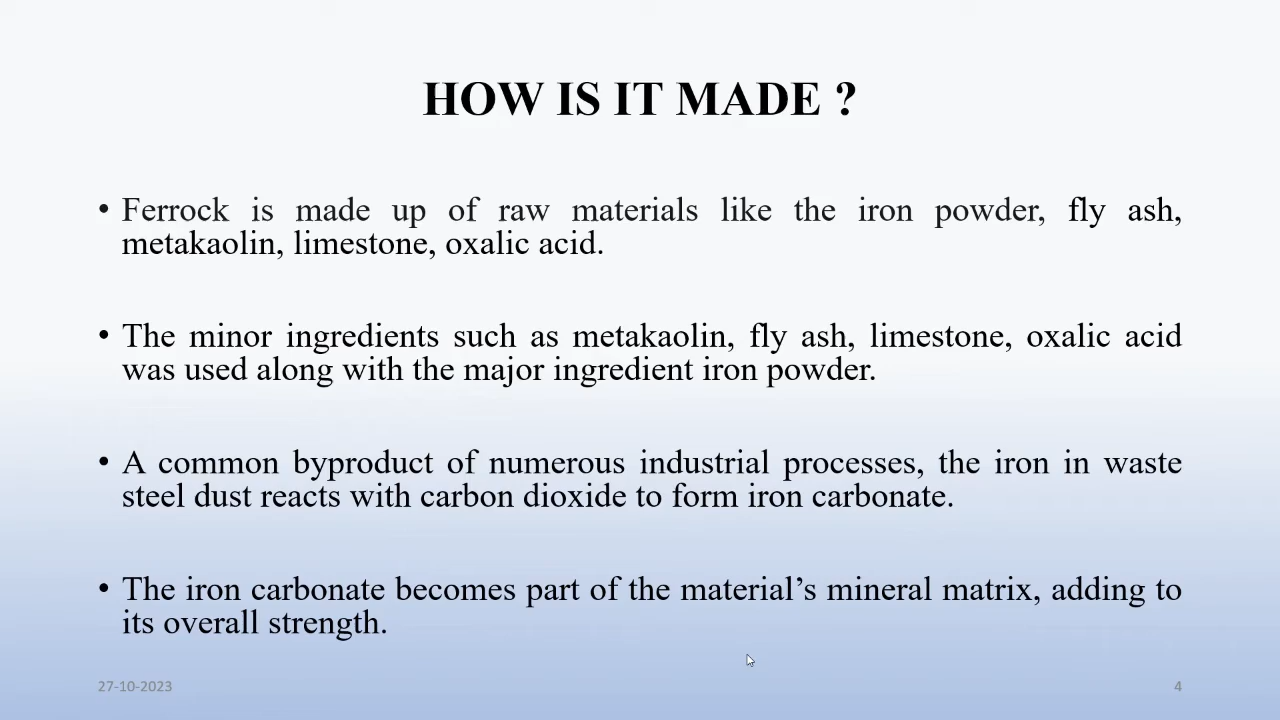 HOW IS IT MADE ?
• Ferrock is made up of raw materials like the iron powder, fly ash,
metakaolin, limestone, oxalic acid.
• The minor ingredients such as metakaolin, fly ash, limestone, oxalic acid
was used along with the major ingredient iron powder.
• A common byproduct of numerous industrial processes, the iron in waste
steel dust reacts with carbon dioxide to form iron carbonate.
• The iron carbonate becomes part of the material’s mineral matrix, adding to
its overall strength.
27-10-2023
4